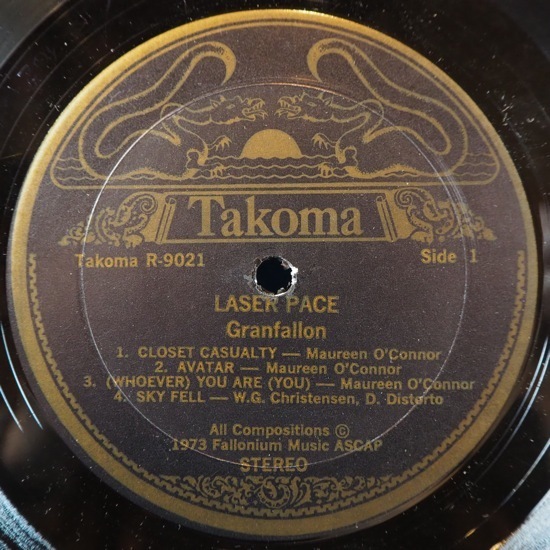 Takoma
Takoma R-9021 Side 1
LASER PACE
Granfallon
1. CLOSET CASUALTY — Maureen O'Connor
2. AVATAR — Maureen O'Connor
3. (WHOEVER) YOU ARE (YOU) — Maureen O'Connor
4. SKY FELL — W.G. Christensen, D. Distorto
All Compositions ©
1973 Fallonium Music ASCAP
STEREO